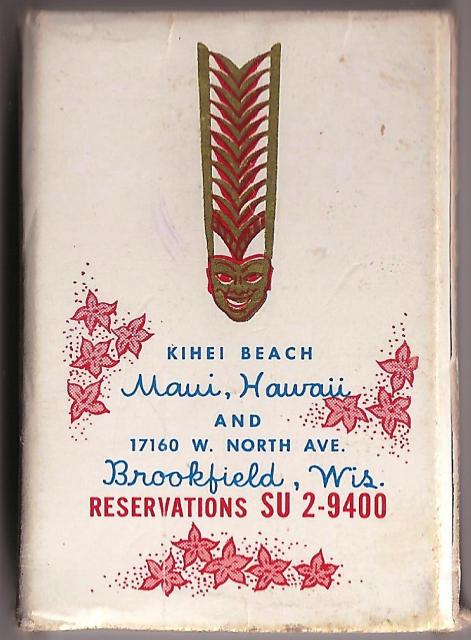 KIHEI BEACH
Maui, Hawaii
AND
17160 W. NORTH AVE.
Brookfield, Wis.
RESERVATIONS SU 2-9400